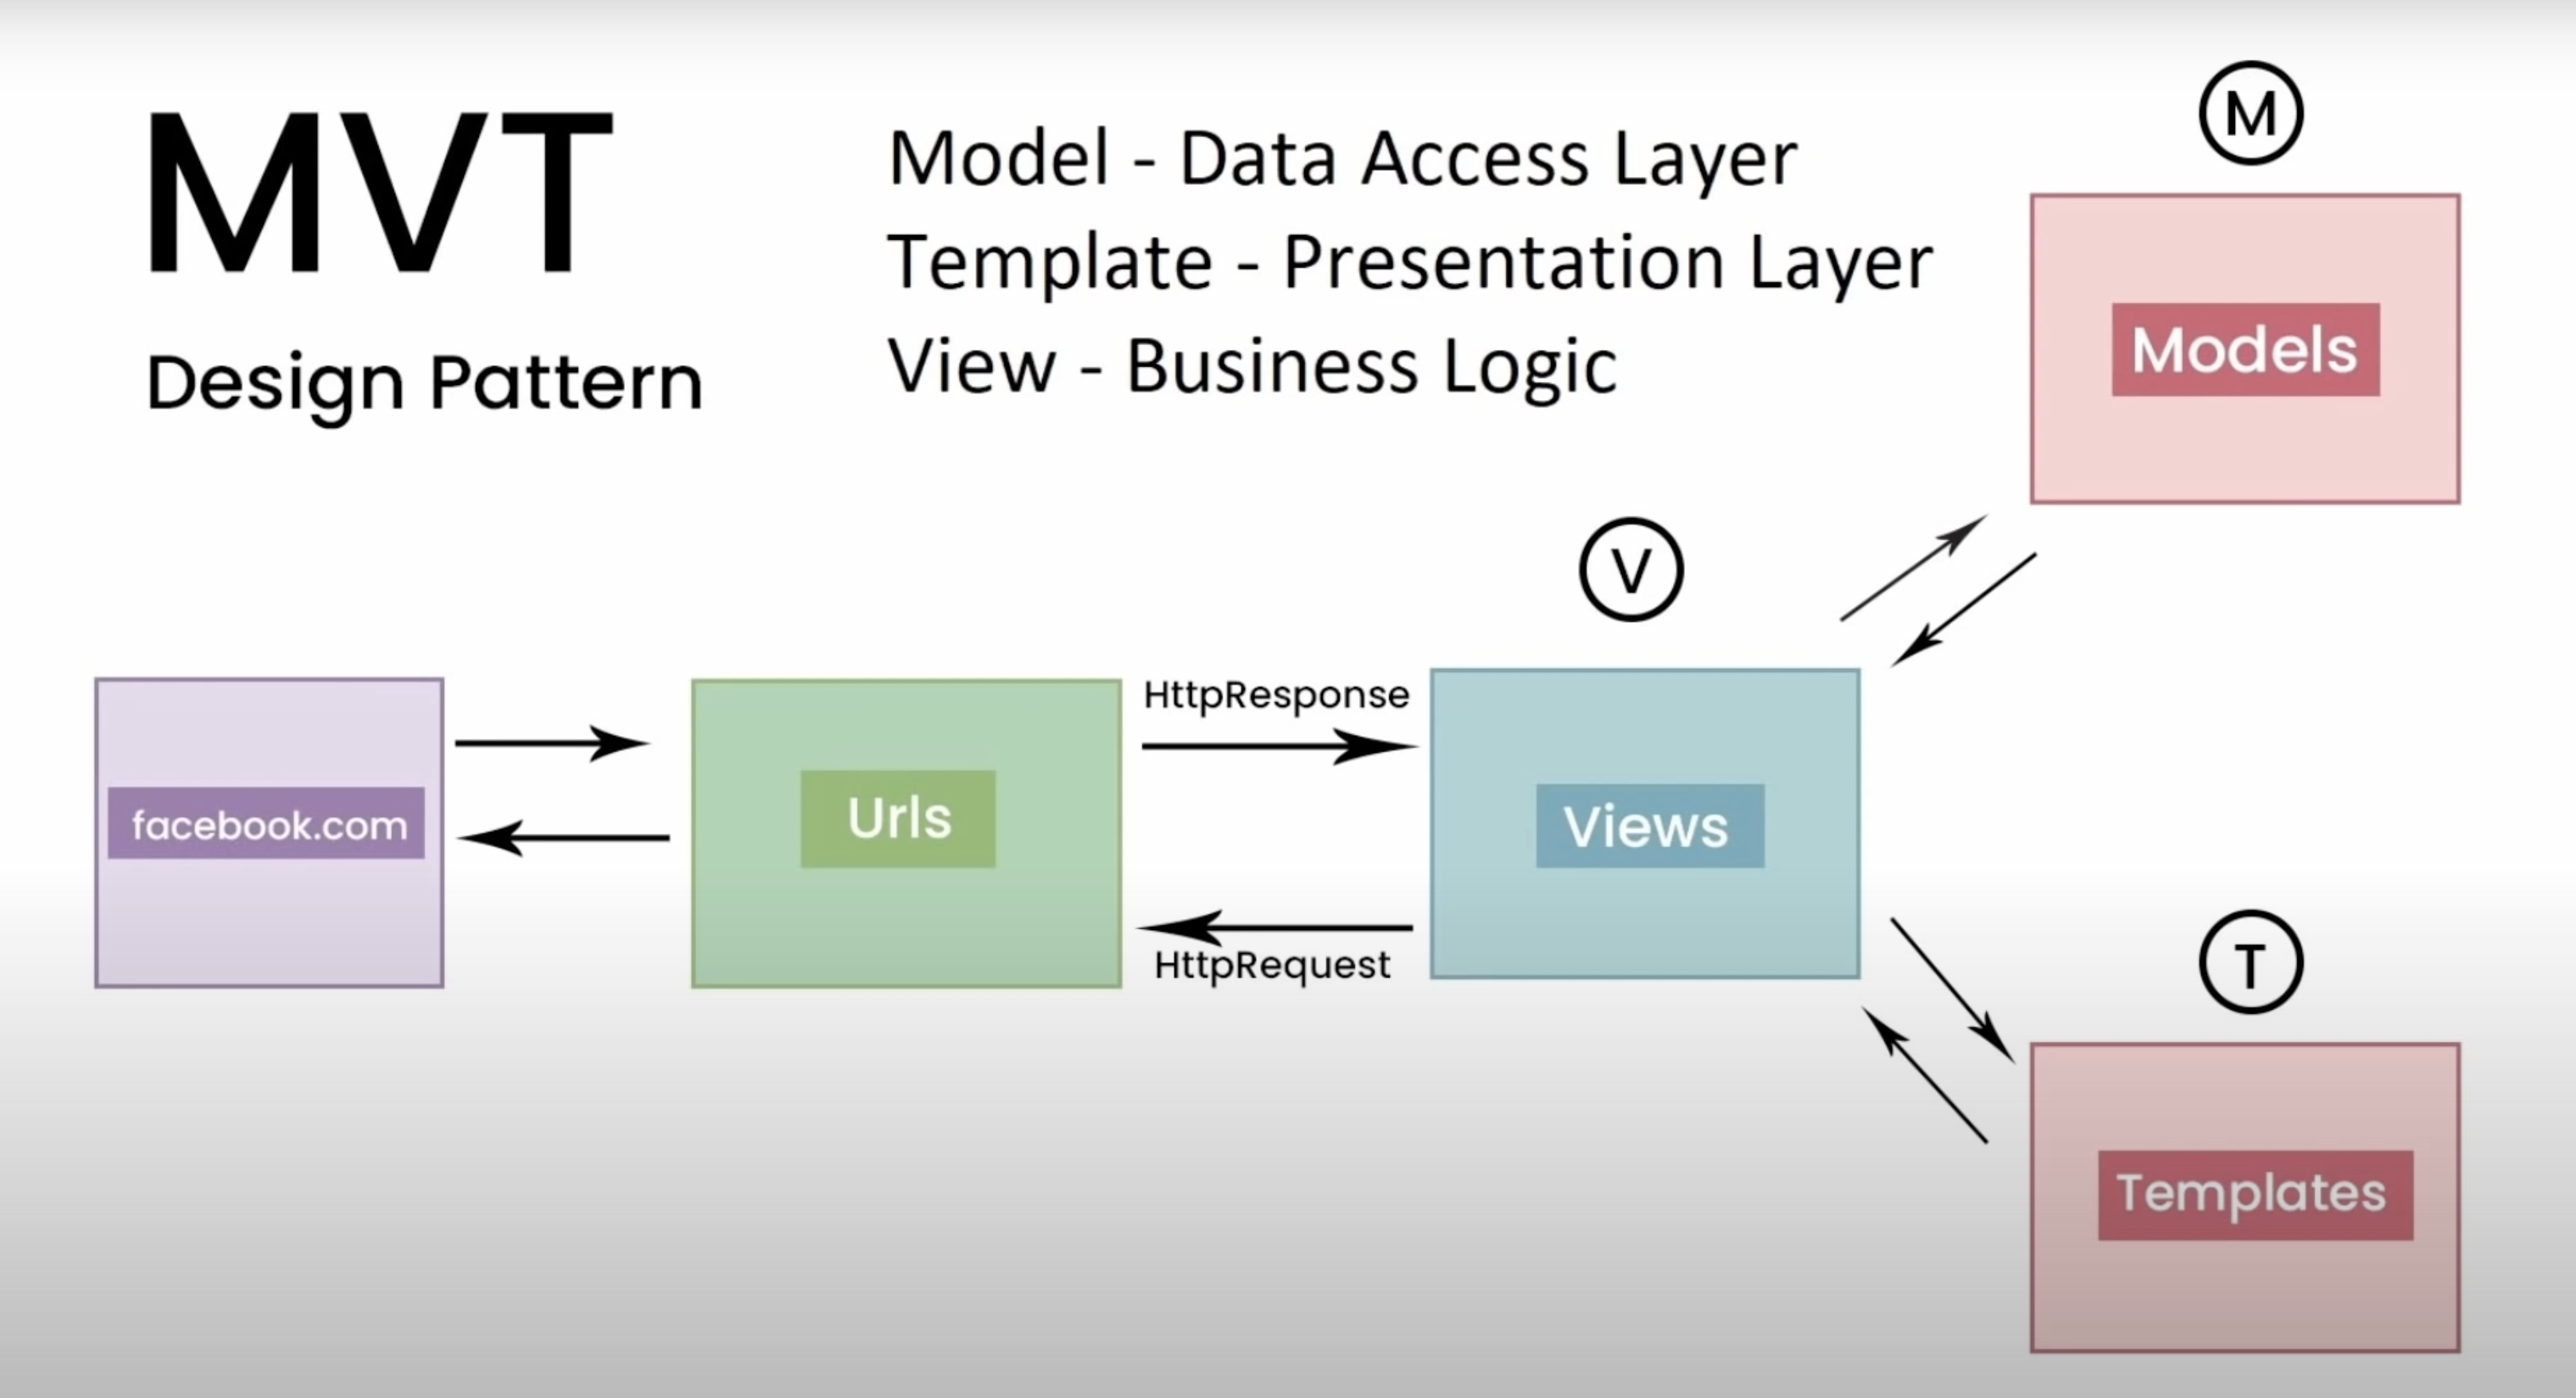 MVT
Design Pattern
Model - Data Access Layer
Template - Presentation Layer
View - Business Logic
M
Models
V
facebook.com
Urls
HttpResponse
HttpRequest
Views
T
Templates